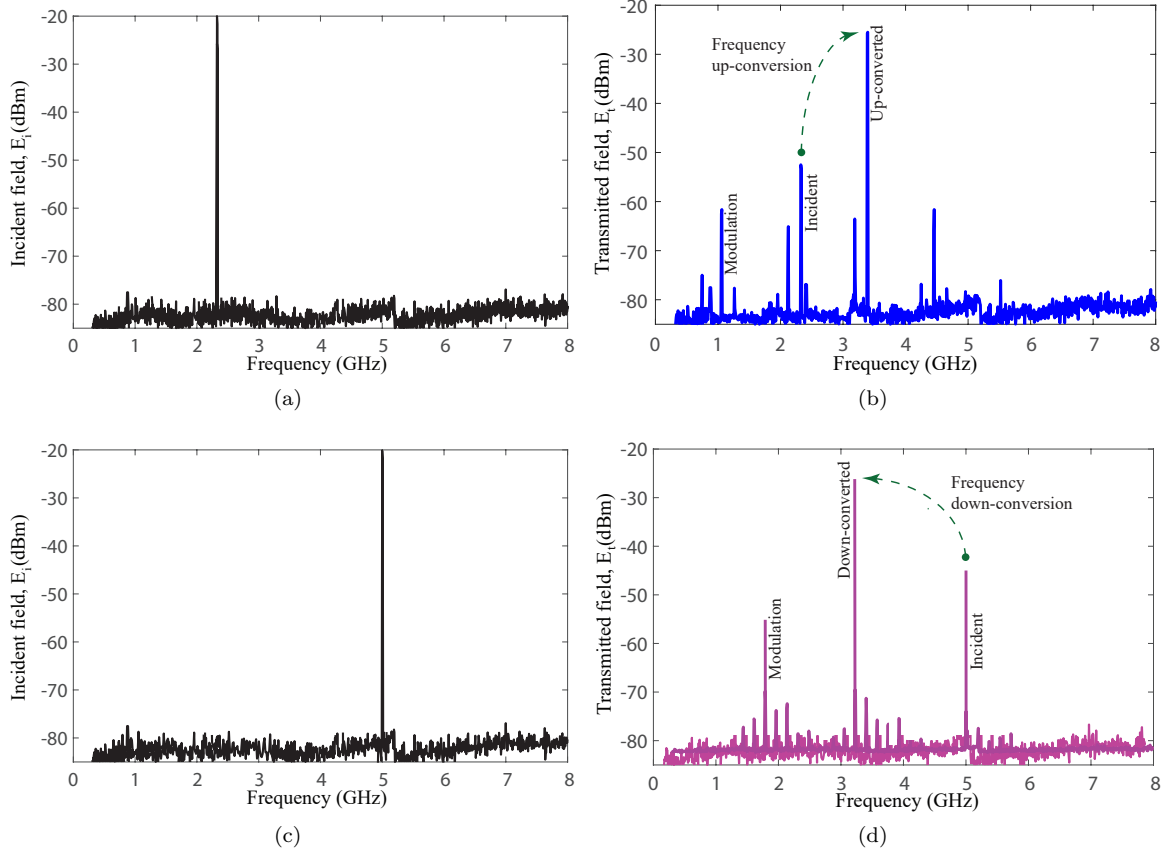 -20
-30
-40
-50
-60
-70
-80
0 1 2 3 4 5 6 7 8
Incident field, E_i (dBm)
Frequency (GHz)
(a)
-20
-30
-40
-50
-60
-70
-80
0 1 2 3 4 5 6 7 8
Transmitted field, E_t (dBm)
Frequency (GHz)
Frequency
up-conversion
Modulation
Incident
Up-converted
(b)
-20
-30
-40
-50
-60
-70
-80
0 1 2 3 4 5 6 7 8
Incident field, E_i (dBm)
Frequency (GHz)
(c)
-20
-30
-40
-50
-60
-70
-80
0 1 2 3 4 5 6 7 8
Transmitted field, E_t (dBm)
Frequency (GHz)
Modulation
Down-converted
Incident
Frequency
down-conversion
(d)